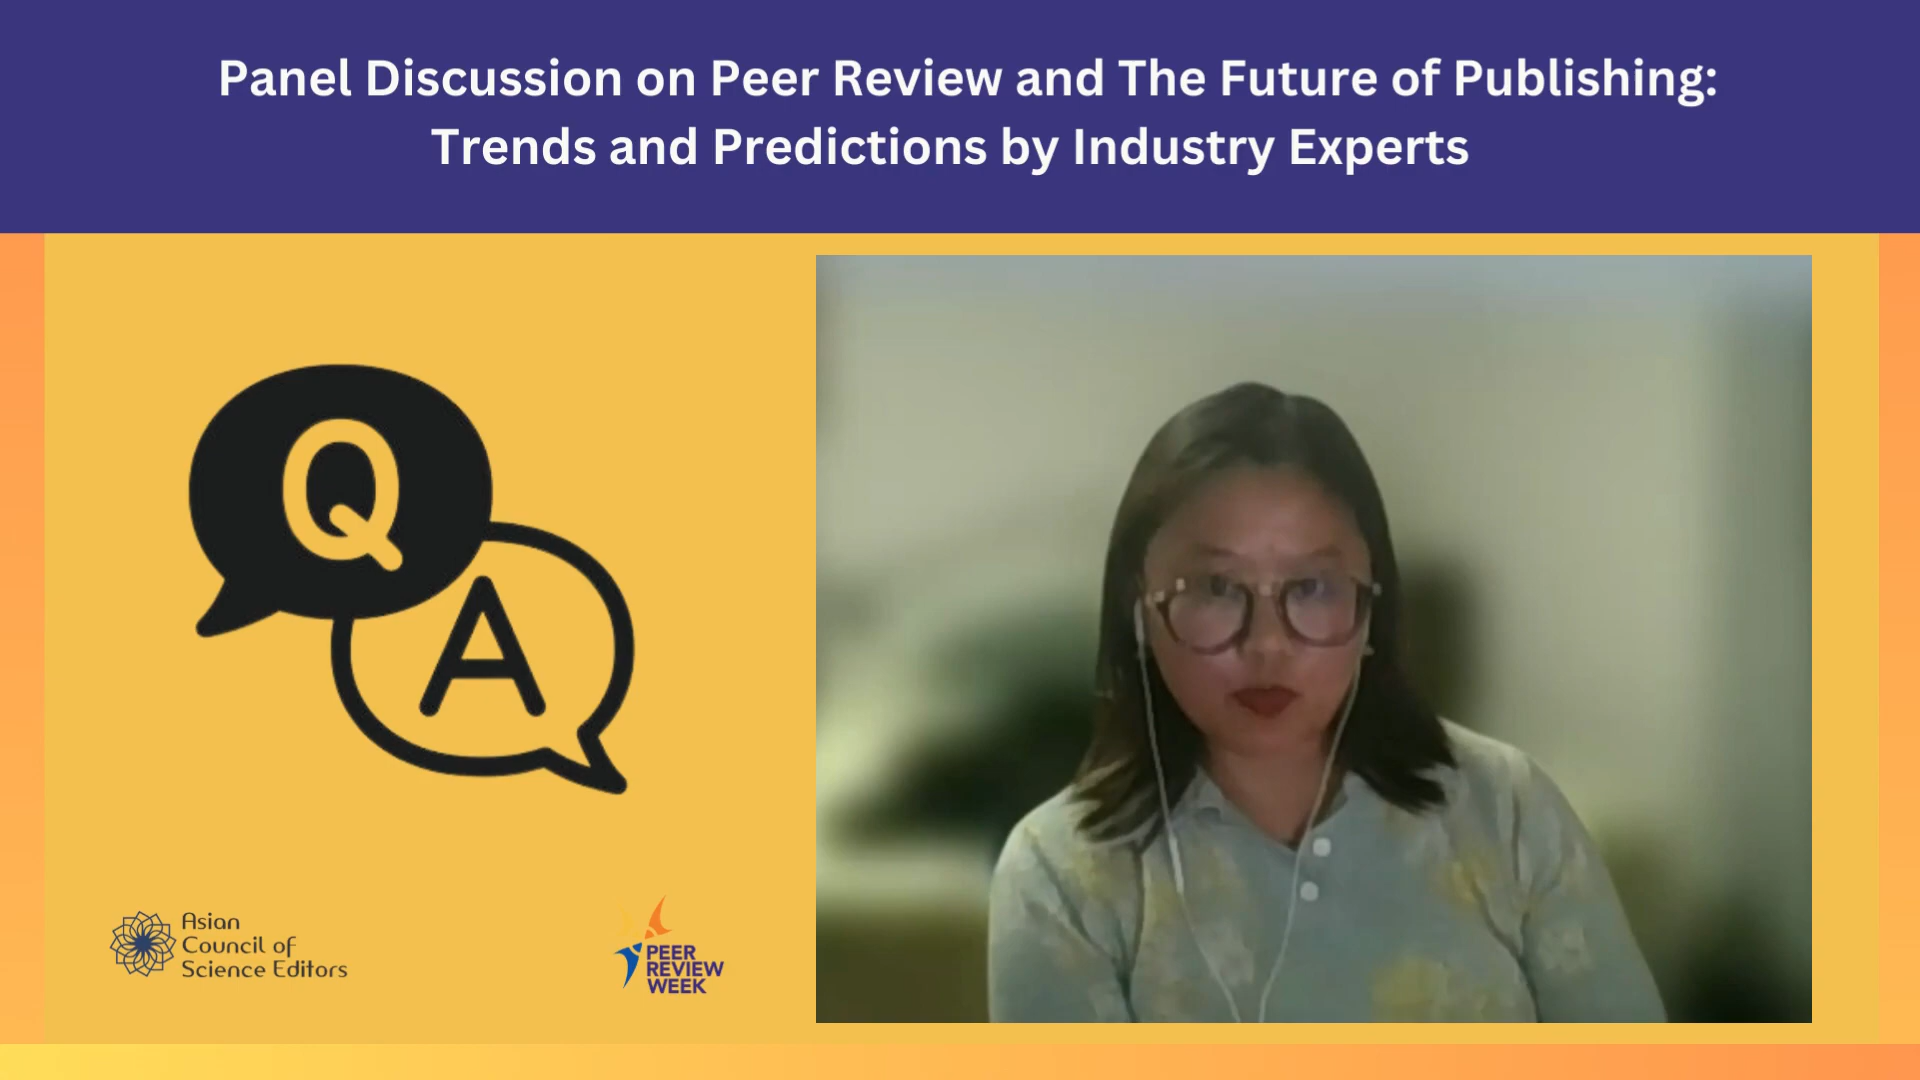 Panel Discussion on Peer Review and The Future of Publishing:
Trends and Predictions by Industry Experts
Q
A
Asian
Council of
Science Editors
PEER
REVIEW
WEEK